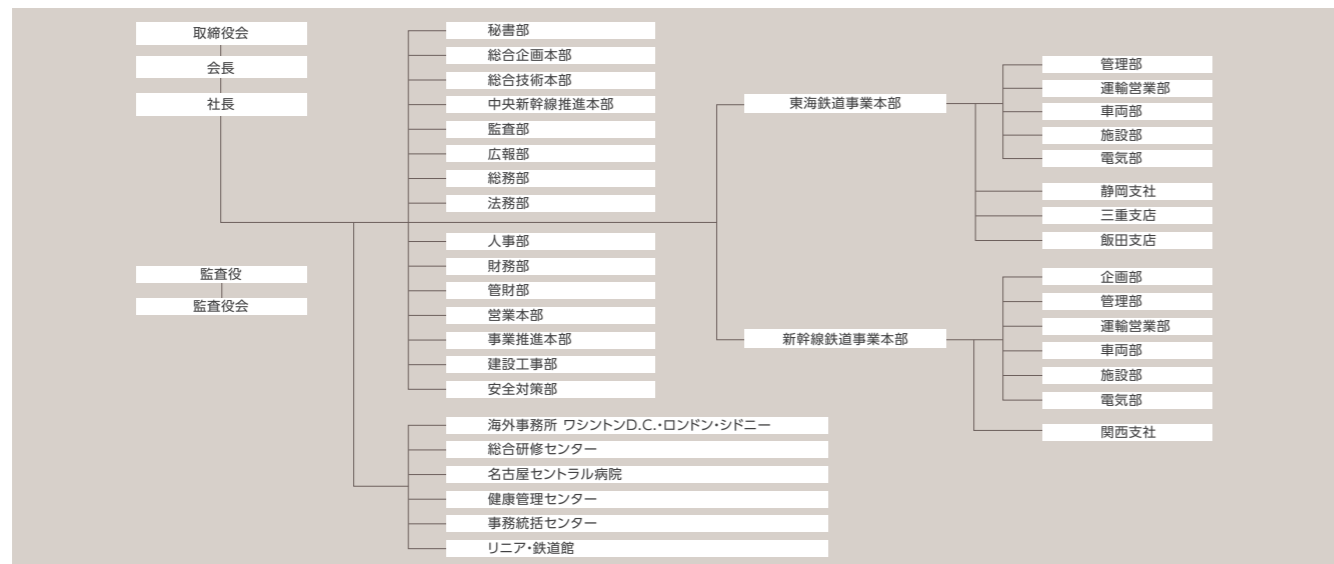 取締役会
会長
社長
監査役
監査役会
秘書部
総合企画本部
総合技術本部
中央新幹線推進本部
監査部
広報部
総務部
法務部
人事部
財務部
管財部
営業本部
事業推進本部
建設工事部
安全対策部
海外事務所 ワシントンD.C.・ロンドン・シドニー
総合研修センター
名古屋セントラル病院
健康管理センター
事務統括センター
リニア・鉄道館
東海鉄道事業本部
管理部
運輸営業部
車両部
施設部
電気部
静岡支社
三重支店
飯田支店
新幹線鉄道事業本部
企画部
管理部
運輸営業部
車両部
施設部
電気部
関西支社